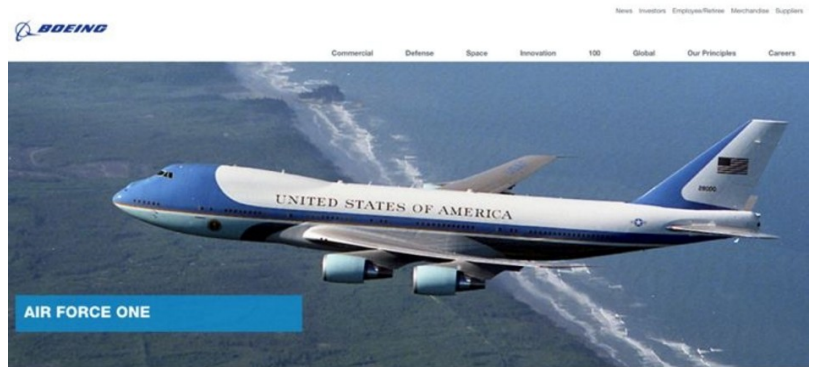 News Investors Employee/Retiree Merchandise Suppliers
BOEING
Commercial Defense Space Innovation 100 Global Our Principles Careers
UNITED STATES OF AMERICA
28000
AIR FORCE ONE